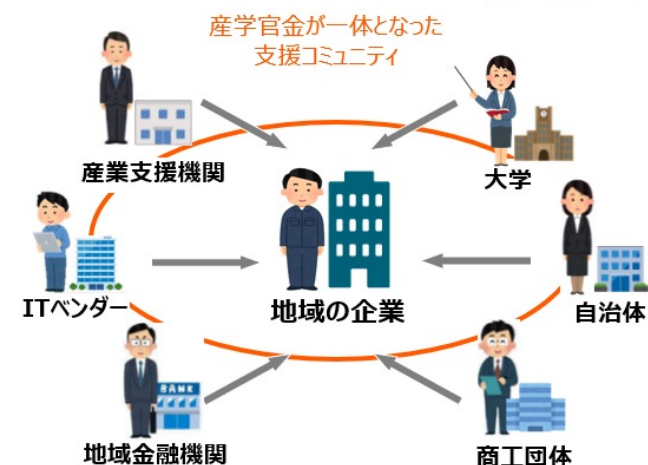 産学官金が一体となった
支援コミュニティ
産業支援機関
大学
ITベンダー
地域の企業
自治体
BANK
地域金融機関
商工団体